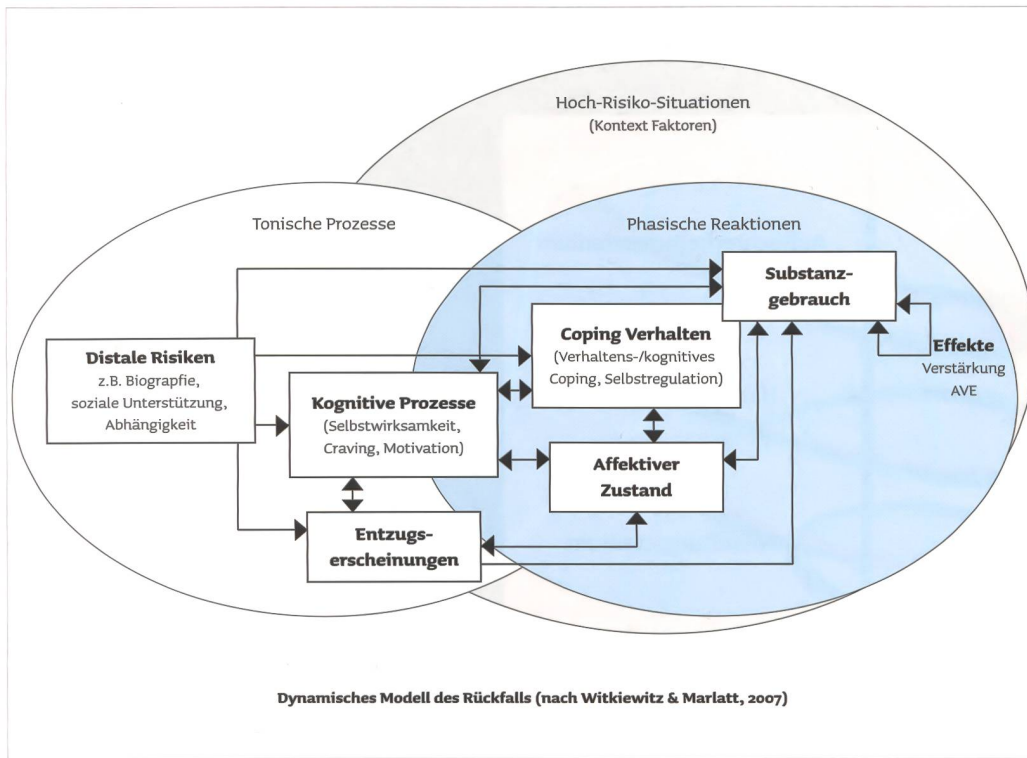 Hoch-Risiko-Situationen
(Kontext Faktoren)
Tonische Prozesse
Phasische Reaktionen
Substanz-
gebrauch
Coping Verhalten
(Verhaltens-/kognitives
Coping, Selbstregulation)
Effekte
Verstärkung
AVE
Distale Risiken
z.B. Biograpfie,
soziale Unterstützung,
Abhängigkeit
Kognitive Prozesse
(Selbstwirksamkeit,
Craving, Motivation)
Affektiver
Zustand
Entzugs-
erscheinungen
Dynamisches Modell des Rückfalls (nach Witkiewitz & Marlatt, 2007)